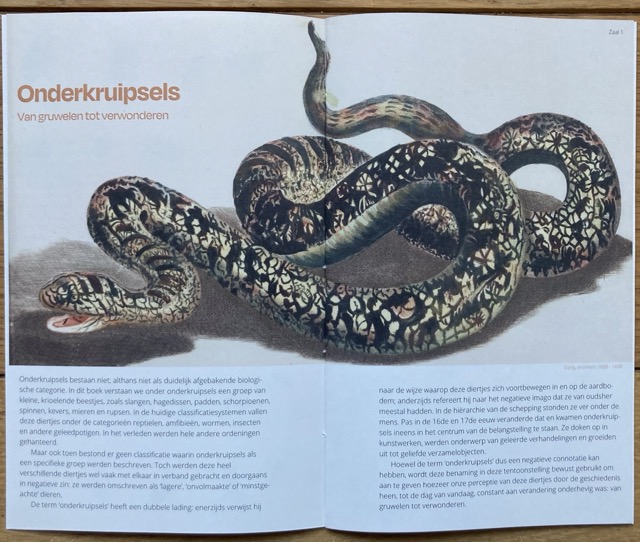 Zaal 1
Onderkruipsels
Van gruwelen tot verwonderen
Onderkruipsels bestaan niet, althans niet als duidelijk afgebakende biologi-
sche categorie. In dit boek verstaan we onder onderkruipsels een groep van
kleine, kroelende beestjes, zoals slangen, hagedissen, padden, schorpioenen,
spinnen, kevers, mieren en rupsen. In de huidige classificatiesystemen vallen
deze diertjes onder de categorieën reptielen, amfibieën, wormen, insecten
en andere geleedpotigen. In het verleden werden hele andere ordeningen
gehanteerd.
Maar ook toen bestond er geen classificatie waarin onderkruipsels als
een specifieke groep werden beschreven. Toch werden deze heel
verschillende diertjes wel vaak met elkaar in verband gebracht en doorgaans
in negatieve zin: ze werden omschreven als 'lagere', 'onvolmaakte' of 'minstge-
achte' dieren.
De term 'onderkruipsels' heeft een dubbele lading: enerzijds verwijst hij
naar de wijze waarop deze diertjes zich voortbewegen in en op de aardbo-
dem; anderzijds refereert hij naar het negatieve imago dat ze van oudsher
meestal hadden. In de hiërarchie van de schepping stonden ze ver onder de
mens. Pas in de 16de en 17de eeuw veranderde dat en kwamen onderkruip-
sels ineens in het centrum van de belangstelling te staan. Ze doken op in
kunstwerken, werden onderwerp van geleerde verhandelingen en groeiden
uit tot geliefde verzamelobjecten.
Hoewel de term 'onderkruipsels' dus een negatieve connotatie kan
hebben, wordt deze benaming in deze tentoonstelling bewust gebruikt om
aan te geven hoezeer onze perceptie van deze diertjes door de geschiedenis
heen, tot de dag van vandaag, constant aan verandering onderhevig was: van
gruwelen tot verwonderen.